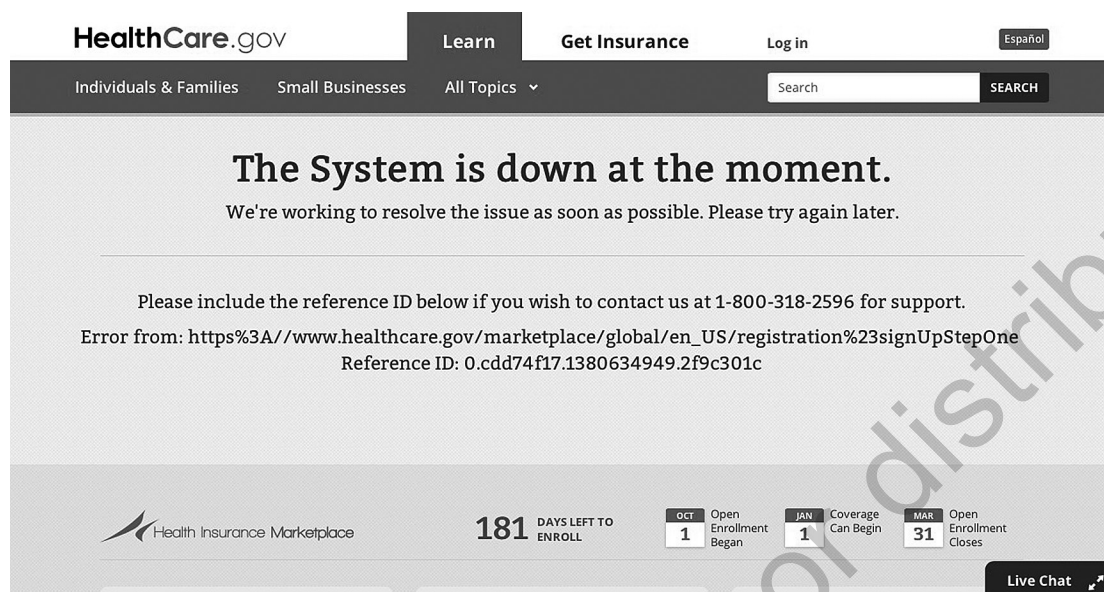 HealthCare.gov
Learn
Get Insurance
Log in
Español
Individuals & Families
Small Businesses
All Topics
Search
SEARCH
The System is down at the moment.
We're working to resolve the issue as soon as possible. Please try again later.
Please include the reference ID below if you wish to contact us at 1-800-318-2596 for support.
Error from: https%3A//www.healthcare.gov/marketplace/global/en_US/registration%23signUpStepOne
Reference ID: 0.cdd74f17.1380634949.2f9c301c
Health Insurance Marketplace
181
DAYS LEFT TO
ENROLL
OCT
1
Open
Enrollment
Began
JAN
1
Coverage
Can Begin
MAR
31
Open
Enrollment
Closes
Live Chat